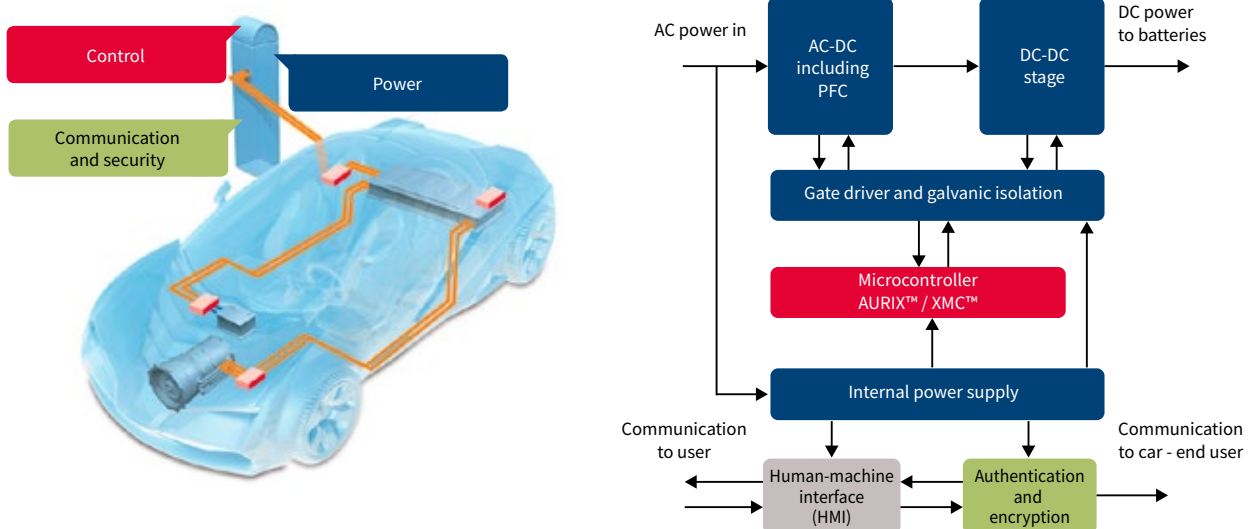 Control
Power
Communication
and security
AC power in
AC-DC
including
PFC
DC-DC
stage
DC power
to batteries
Gate driver and galvanic isolation
Microcontroller
AURIX™ / XMC™
Internal power supply
Communication
to user
Human-machine
interface
(HMI)
Authentication
and
encryption
Communication
to car - end user